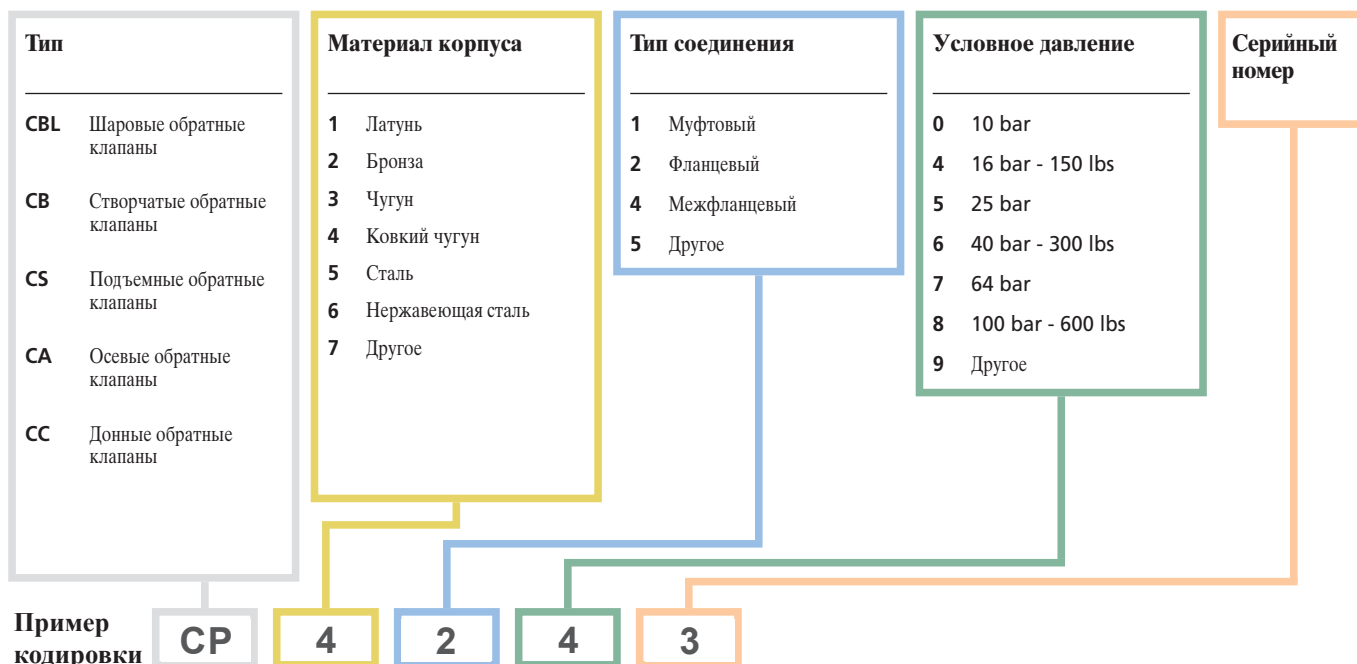 Тип
CBL Шаровые обратные
клапаны
CB Створчатые обратные
клапаны
CS Подъемные обратные
клапаны
CA Осевые обратные
клапаны
CC Донные обратные
клапаны
Материал корпуса
1 Латунь
2 Бронза
3 Чугун
4 Ковкий чугун
5 Сталь
6 Нержавеющая сталь
7 Другое
Тип соединения
1 Муфтовый
2 Фланцевый
4 Межфланцевый
5 Другое
Условное давление
0 10 bar
4 16 bar - 150 lbs
5 25 bar
6 40 bar - 300 lbs
7 64 bar
8 100 bar - 600 lbs
9 Другое
Серийный
номер
Пример
кодировки
CP 4 2 4 3